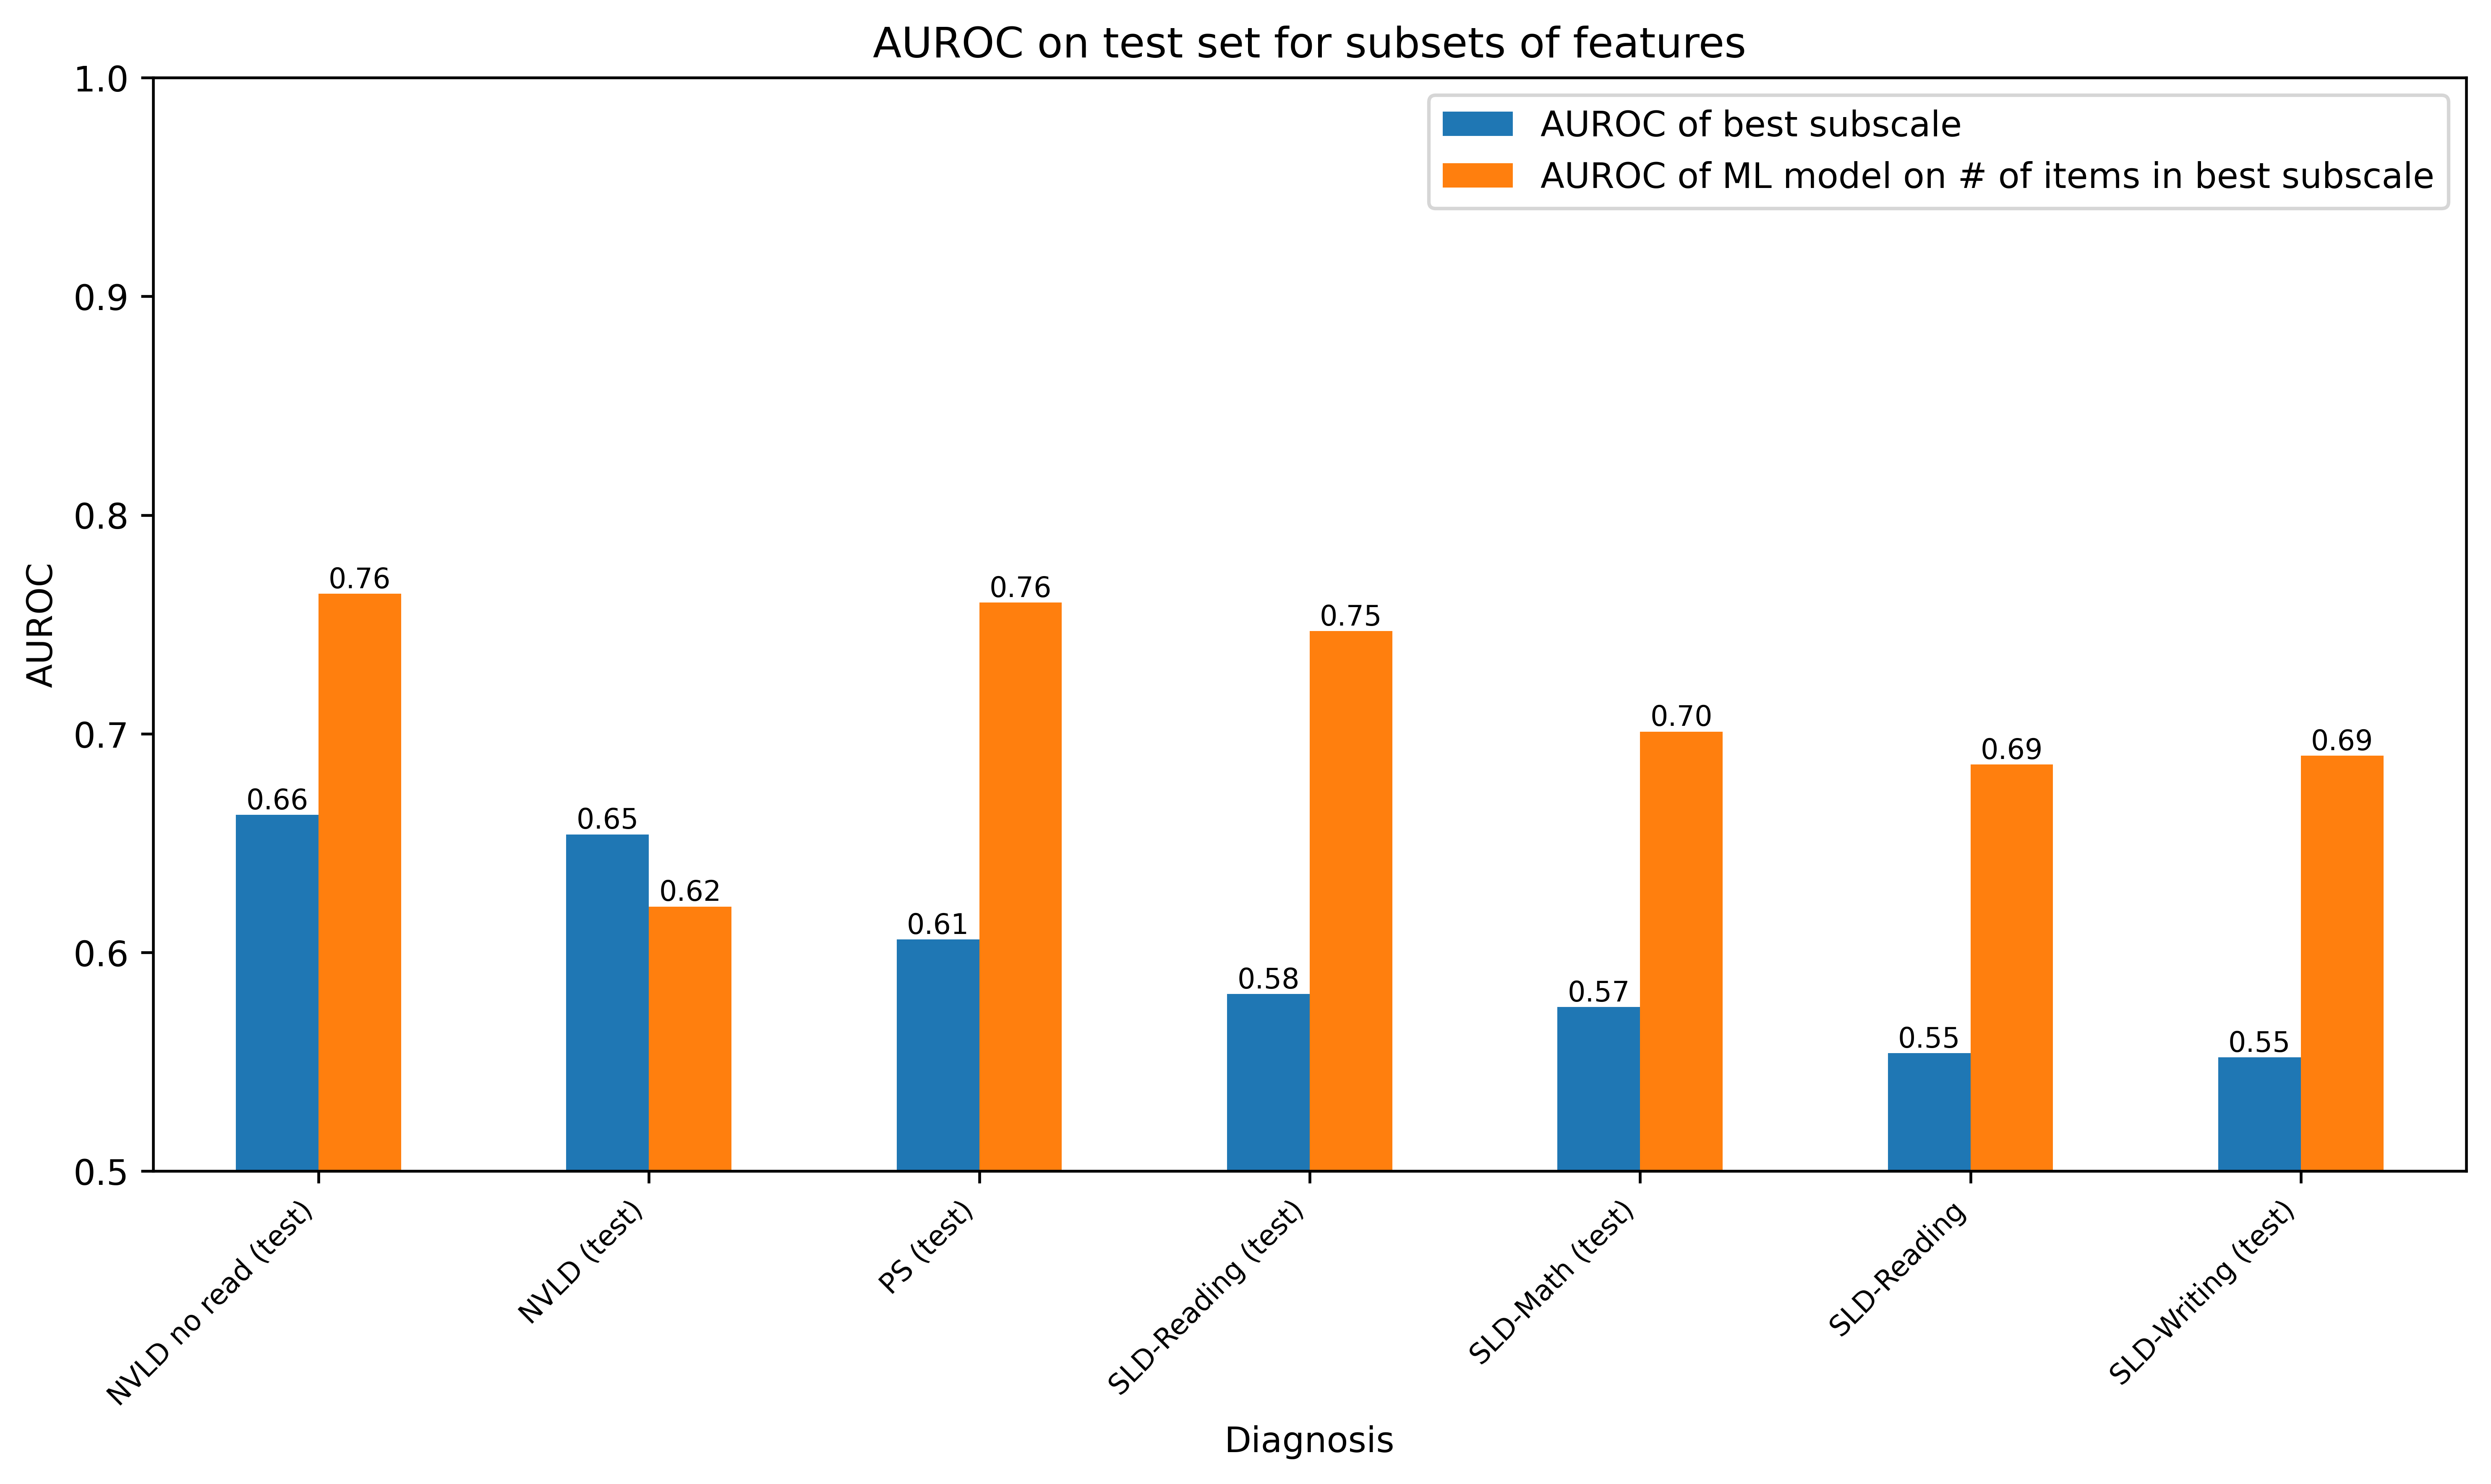 AUROC on test set for subsets of features
AUROC of best subscale
AUROC of ML model on # of items in best subscale
AUROC
1.0
0.9
0.8
0.7
0.6
0.5
0.66
0.76
0.65
0.62
0.61
0.76
0.58
0.75
0.57
0.70
0.55
0.69
0.55
0.69
NVLD no read (test)
NVLD (test)
PS (test)
SLD-Reading (test)
SLD-Math (test)
SLD-Reading
SLD-Writing (test)
Diagnosis